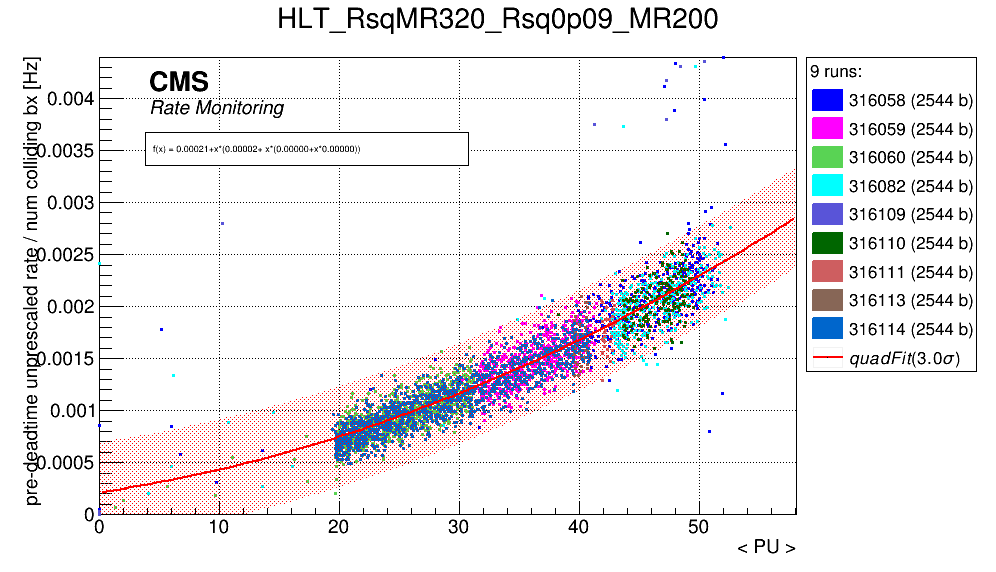 HLT_RsqMR320_Rsq0p09_MR200
pre-deadtime unprescaled rate / num colliding bx [Hz]
CMS
Rate Monitoring
f(x) = 0.00021+x*(0.00002+ x*(0.00000+x*0.00000))
0.004
0.0035
0.003
0.0025
0.002
0.0015
0.001
0.0005
0
0 10 20 30 40 50
< PU >
9 runs:
316058 (2544 b)
316059 (2544 b)
316060 (2544 b)
316082 (2544 b)
316109 (2544 b)
316110 (2544 b)
316111 (2544 b)
316113 (2544 b)
316114 (2544 b)
quadFit(3.0σ)